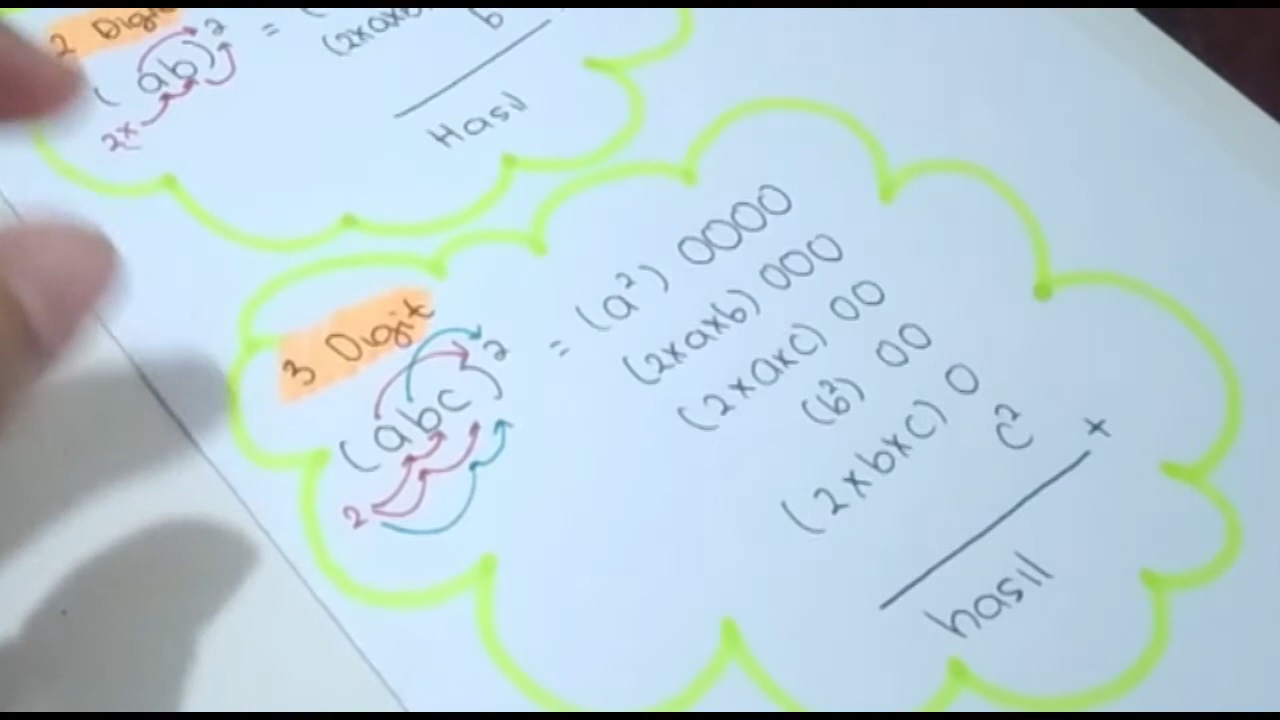 2 Digit
(ab)² =
(2xaxb)
b
2x
Hasil
3 Digit
(abc)² = (a²) 0000
(2xaxb) 000
(2xaxc) 00
(b²) 00
(2xbxc) 0
c² +
2
hasil